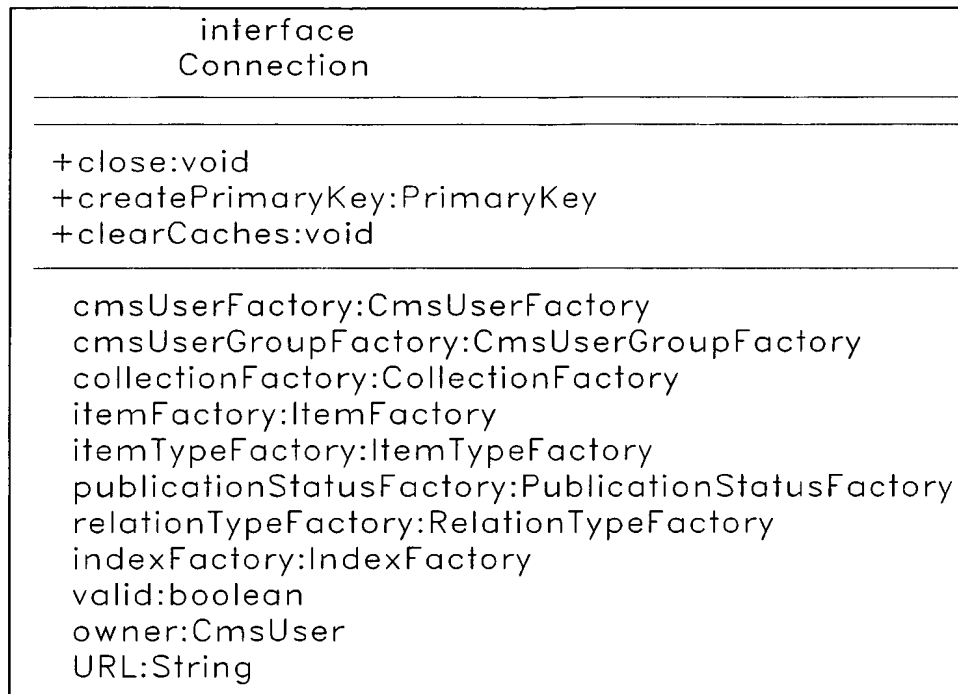 interface
Connection
+close:void
+createPrimaryKey:PrimaryKey
+clearCaches:void
cmsUserFactory:CmsUserFactory
cmsUserGroupFactory:CmsUserGroupFactory
collectionFactory:CollectionFactory
itemFactory:ItemFactory
itemTypeFactory:ItemTypeFactory
publicationStatusFactory:PublicationStatusFactory
relationTypeFactory:RelationTypeFactory
indexFactory:IndexFactory
valid:boolean
owner:CmsUser
URL:String